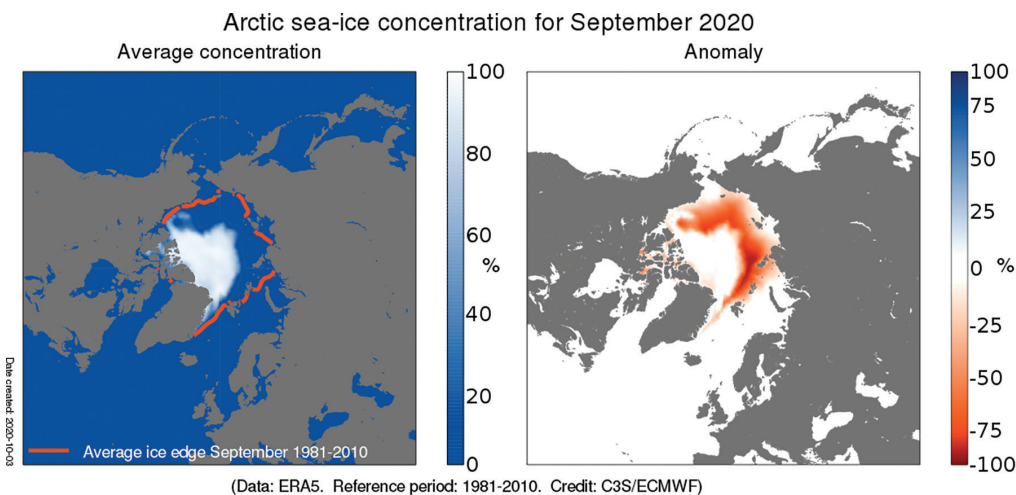 Arctic sea-ice concentration for September 2020
Average concentration
Anomaly
100
80
60
%
40
20
0
100
75
50
25
0 %
-25
-50
-75
-100
Date created: 2020-10-03
Average ice edge September 1981-2010
(Data: ERA5. Reference period: 1981-2010. Credit: C3S/ECMWF)